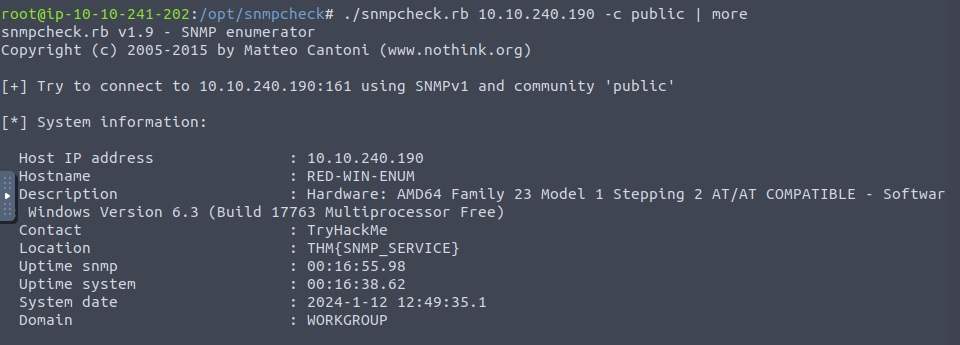 root@ip-10-10-241-202:/opt/snmpcheck# ./snmpcheck.rb 10.10.240.190 -c public | more
snmpcheck.rb v1.9 - SNMP enumerator
Copyright (c) 2005-2015 by Matteo Cantoni (www.nothink.org)
[+] Try to connect to 10.10.240.190:161 using SNMPv1 and community 'public'
[*] System information:
Host IP address : 10.10.240.190
Hostname : RED-WIN-ENUM
Description : Hardware: AMD64 Family 23 Model 1 Stepping 2 AT/AT COMPATIBLE - Softwar
Windows Version 6.3 (Build 17763 Multiprocessor Free)
Contact : TryHackMe
Location : THM{SNMP_SERVICE}
Uptime snmp : 00:16:55.98
Uptime system : 00:16:38.62
System date : 2024-1-12 12:49:35.1
Domain : WORKGROUP